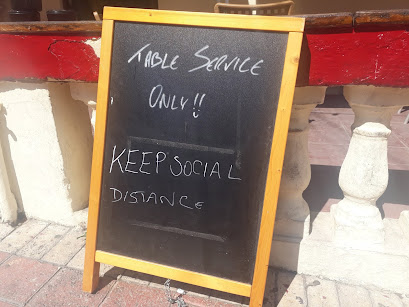 TABLE SERVICE
ONLY!!
KEEP SOCIAL
DISTANCE